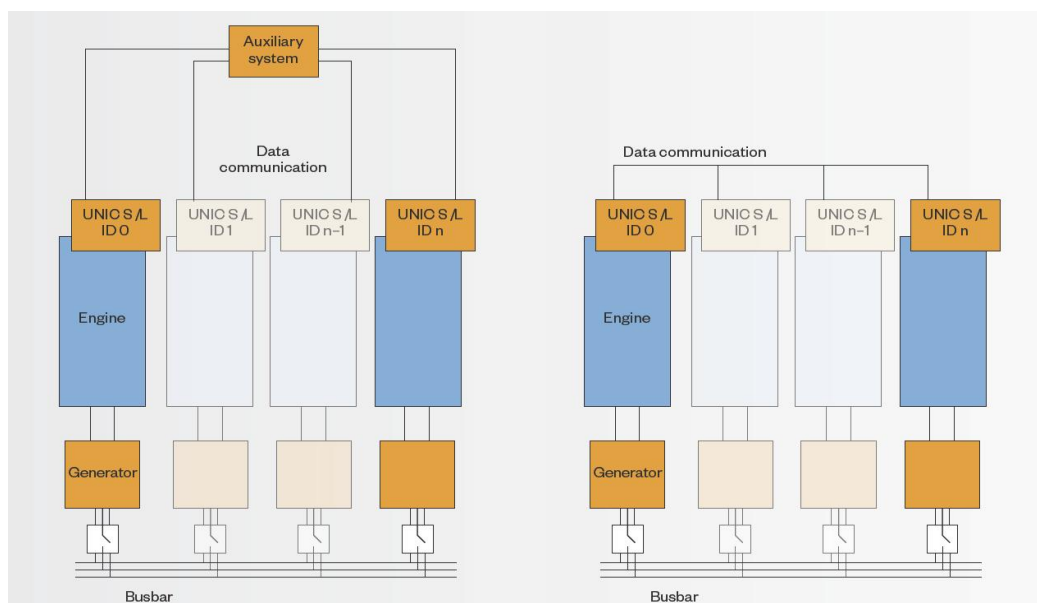 Auxiliary
system
Data
communication
UNIC S/L
ID 0
UNIC S/L
ID 1
UNIC S/L
ID n-1
UNIC S/L
ID n
Engine
Generator
Busbar
Data communication
UNIC S/L
ID 0
UNIC S/L
ID 1
UNIC S/L
ID n-1
UNIC S/L
ID n
Engine
Generator
Busbar